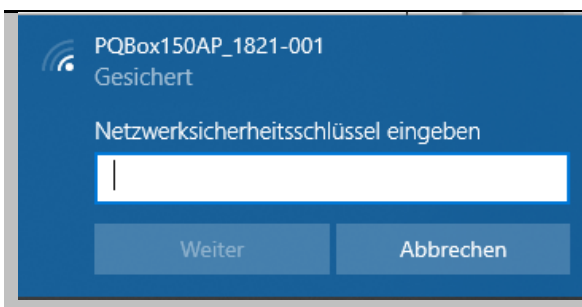 PQBox150AP_1821-001
Gesichert
Netzwerksicherheitsschlüssel eingeben
Weiter
Abbrechen